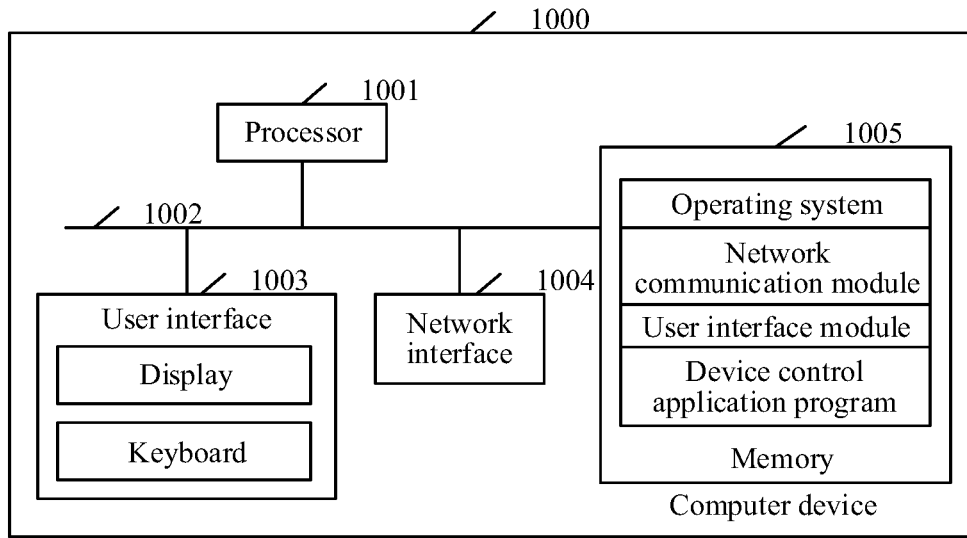 1000
1001
Processor
1005
1002
Operating system
Network
communication module
User interface module
Device control
application program
Memory
1003
User interface
Display
Keyboard
1004
Network
interface
Computer device